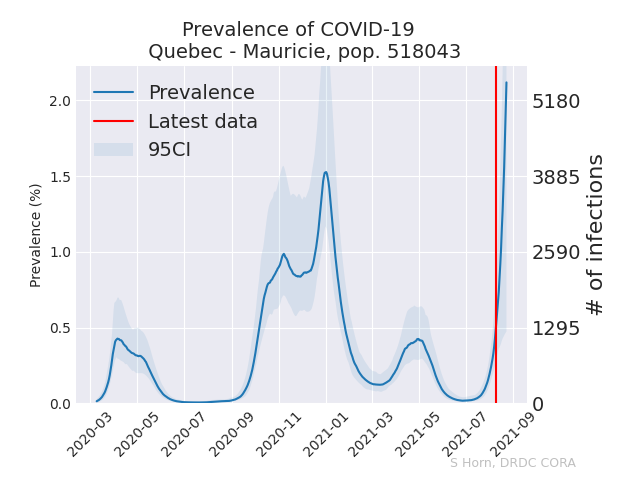 Prevalence of COVID-19
Quebec - Mauricie, pop. 518043
Prevalence
Latest data
95CI
Prevalence (%)
2.0
1.5
1.0
0.5
0.0
5180
3885
2590
1295
0
# of infections
2020-03
2020-05
2020-07
2020-09
2020-11
2021-01
2021-03
2021-05
2021-07
2021-09
S Horn, DRDC CORA